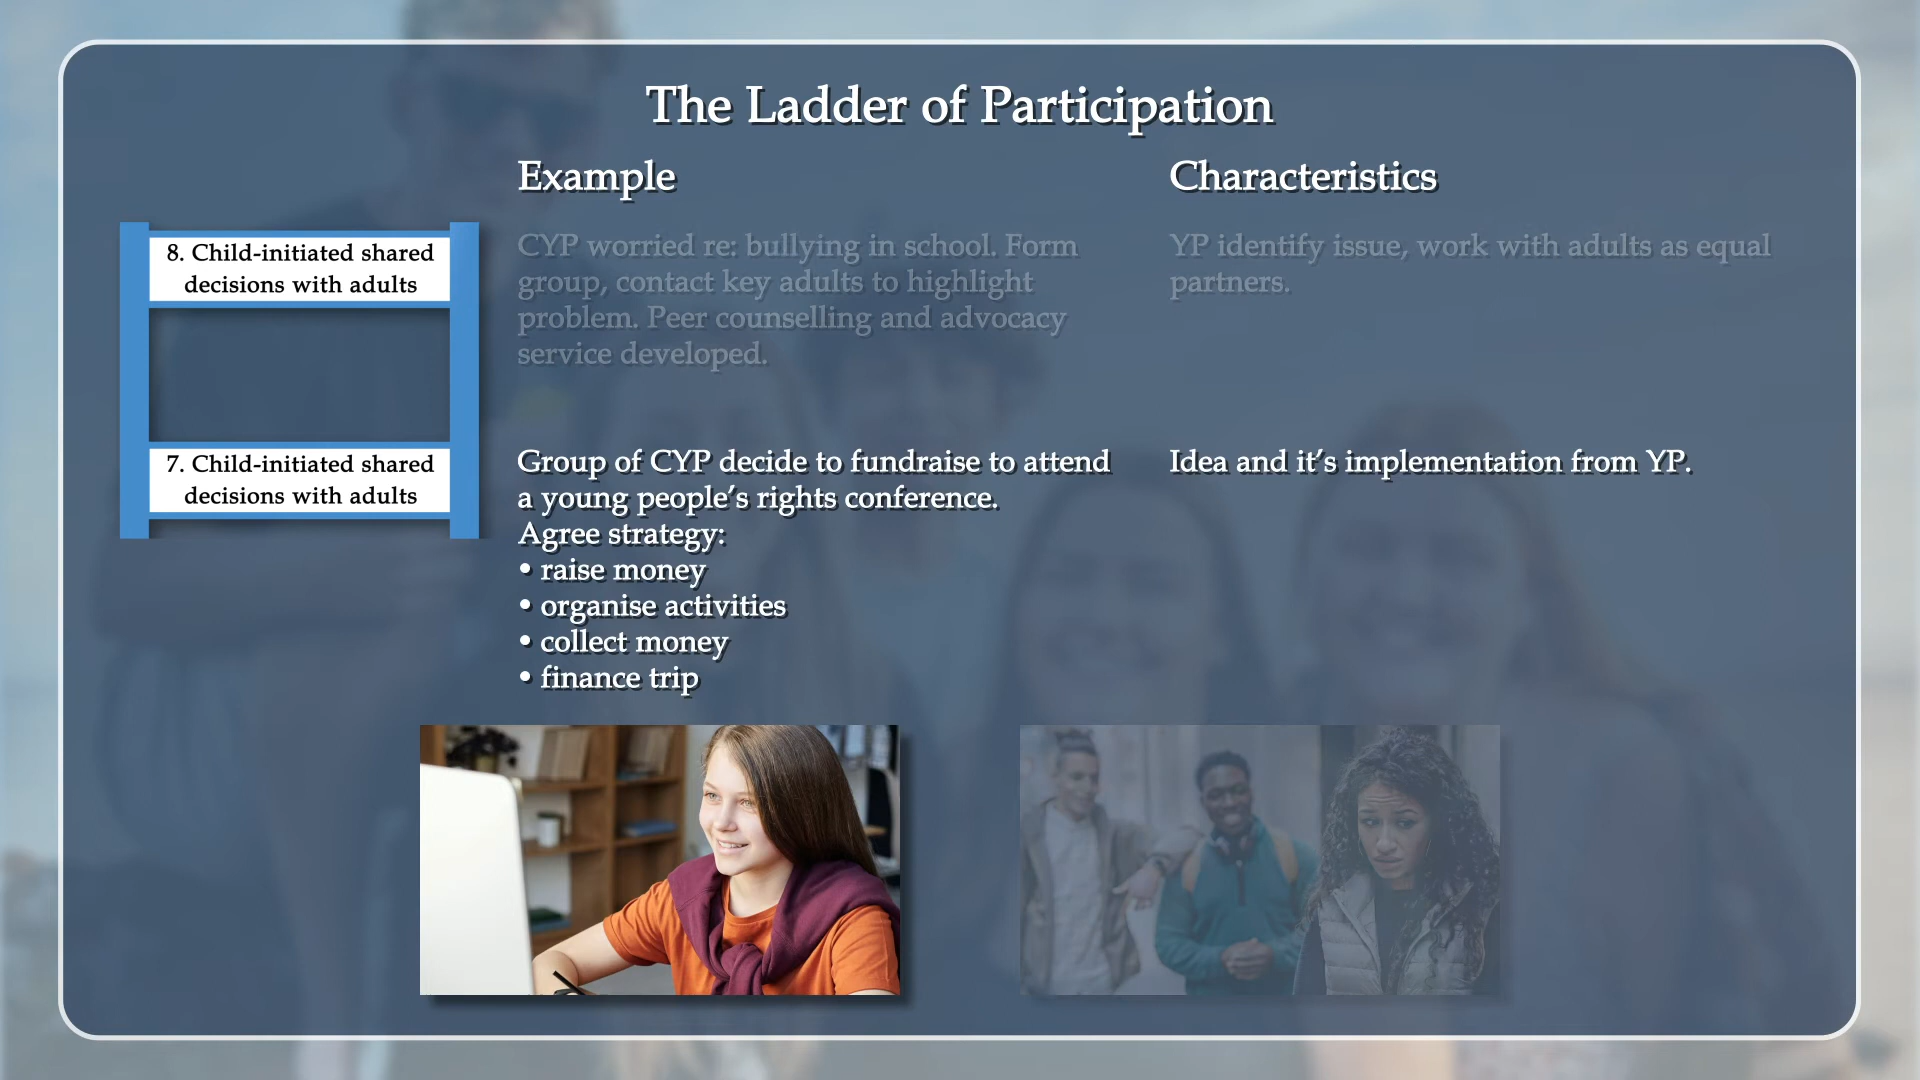 The Ladder of Participation
Example
Characteristics
8. Child-initiated shared
decisions with adults
CYP worried re: bullying in school. Form
group, contact key adults to highlight
problem. Peer counselling and advocacy
service developed.
YP identify issue, work with adults as equal
partners.
7. Child-initiated shared
decisions with adults
Group of CYP decide to fundraise to attend
a young people’s rights conference.
Agree strategy:
• raise money
• organise activities
• collect money
• finance trip
Idea and it’s implementation from YP.